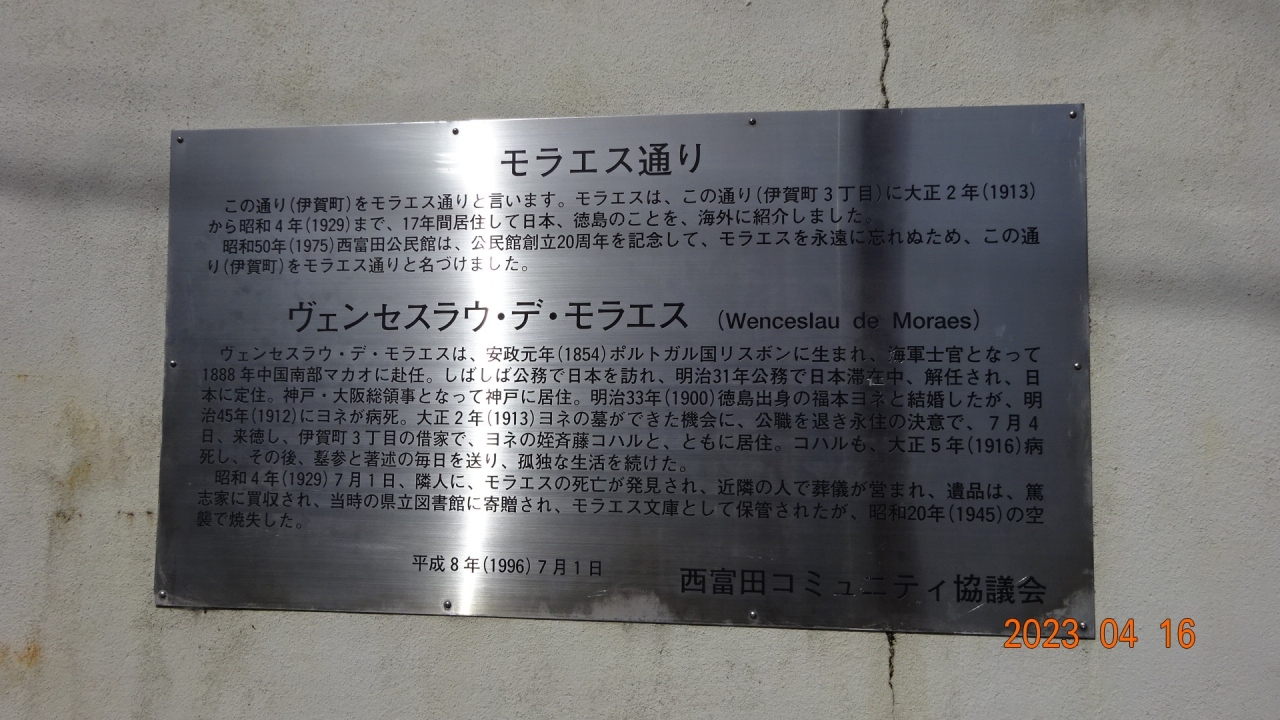 モラエス通り
この通り(伊賀町)をモラエス通りと言います。モラエスは、この通り(伊賀町3丁目)に大正2年(1913)
から昭和4年(1929)まで、17年間居住して日本、徳島のことを、海外に紹介しました。
昭和50年(1975)西富田公民館は、公民館創立20周年を記念して、モラエスを永遠に忘れぬため、この通
り(伊賀町)をモラエス通りと名づけました。
ヴェンセスラウ・デ・モラエス (Wenceslau de Moraes)
ヴェンセスラウ・デ・モラエスは、安政元年(1854)ポルトガル国リスボンに生まれ、海軍士官となって
1888年中国南部マカオに赴任。しばしば公務で日本を訪れ、明治31年公務で日本滞在中、解任され、日
本に定住。神戸・大阪総領事となって神戸に居住。明治33年(1900)徳島出身の福本ヨネと結婚したが、明
治45年(1912)にヨネが病死。大正2年(1913)ヨネの墓ができた機会に、公職を退き永住の決意で、7月4
日、来徳し、伊賀町3丁目の借家で、ヨネの姪斉藤コハルと、ともに居住。コハルも、大正5年(1916)病
死し、その後、墓参と著述の毎日を送り、孤独な生活を続けた。
昭和4年(1929)7月1日、隣人に、モラエスの死亡が発見され、近隣の人で葬儀が営まれ、遺品は、篤
志家に買収され、当時の県立図書館に寄贈され、モラエス文庫として保管されたが、昭和20年(1945)の空
襲で焼失した。
平成8年(1996)7月1日
西富田コミュニティ協議会
2023 04 16